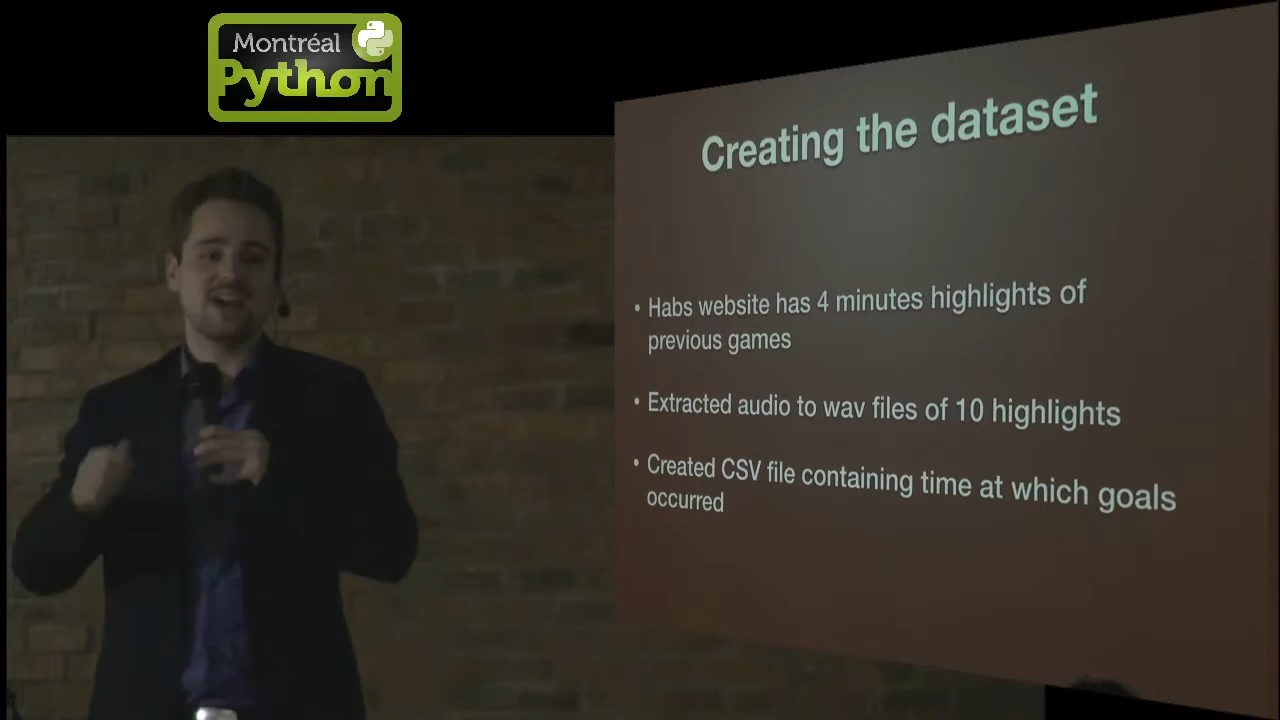 Montréal
Python
Creating the dataset
• Habs website has 4 minutes highlights of
previous games
• Extracted audio to wav files of 10 highlights
• Created CSV file containing time at which goals
occurred